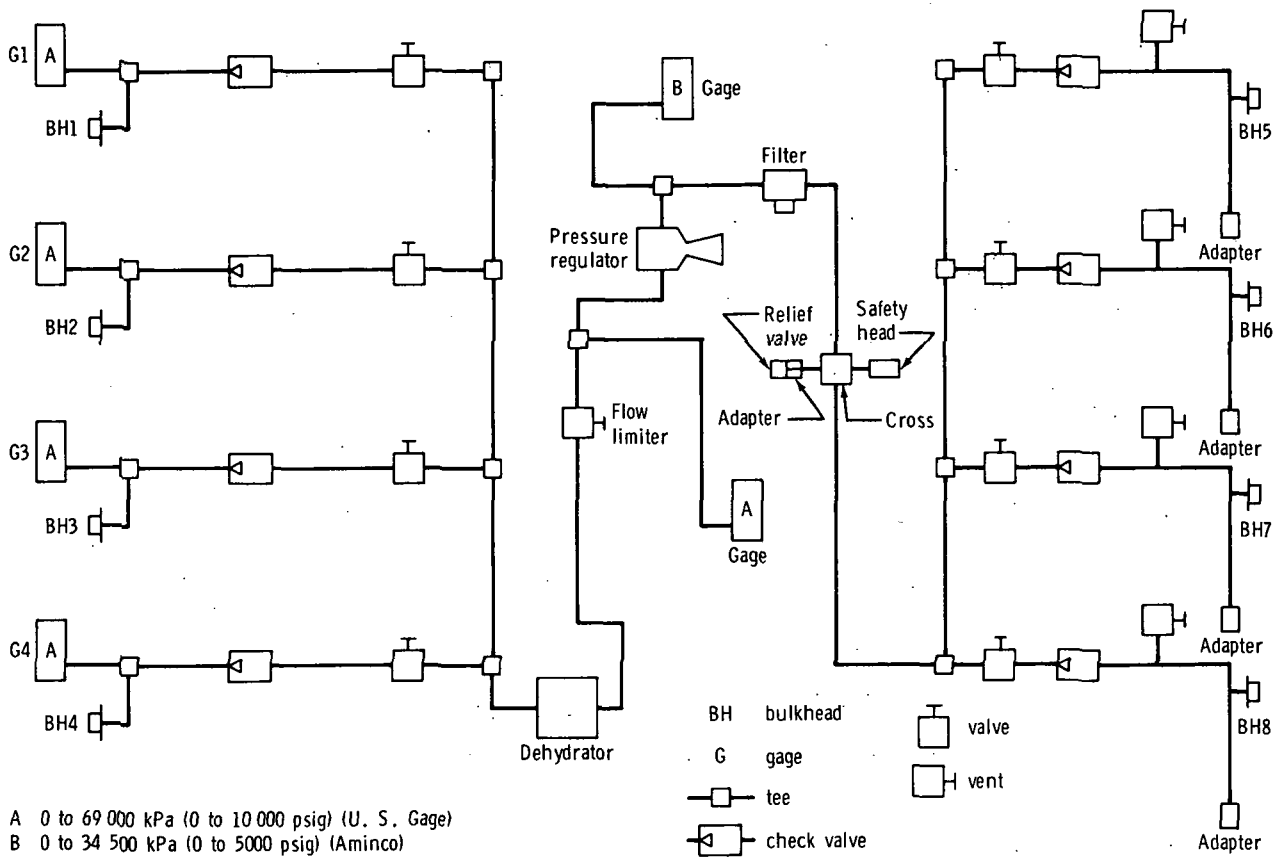 G1
A
BH1
G2
A
BH2
G3
A
BH3
G4
A
BH4
B
Gage
Filter
Pressure
regulator
Relief
valve
Safety
head
Adapter
Cross
Flow
limiter
A
Gage
Dehydrator
BH5
Adapter
BH6
Adapter
BH7
Adapter
BH8
Adapter
BH bulkhead
G gage
tee
check valve
valve
vent
A 0 to 69 000 kPa (0 to 10 000 psig) (U. S. Gage)
B 0 to 34 500 kPa (0 to 5000 psig) (Aminco)